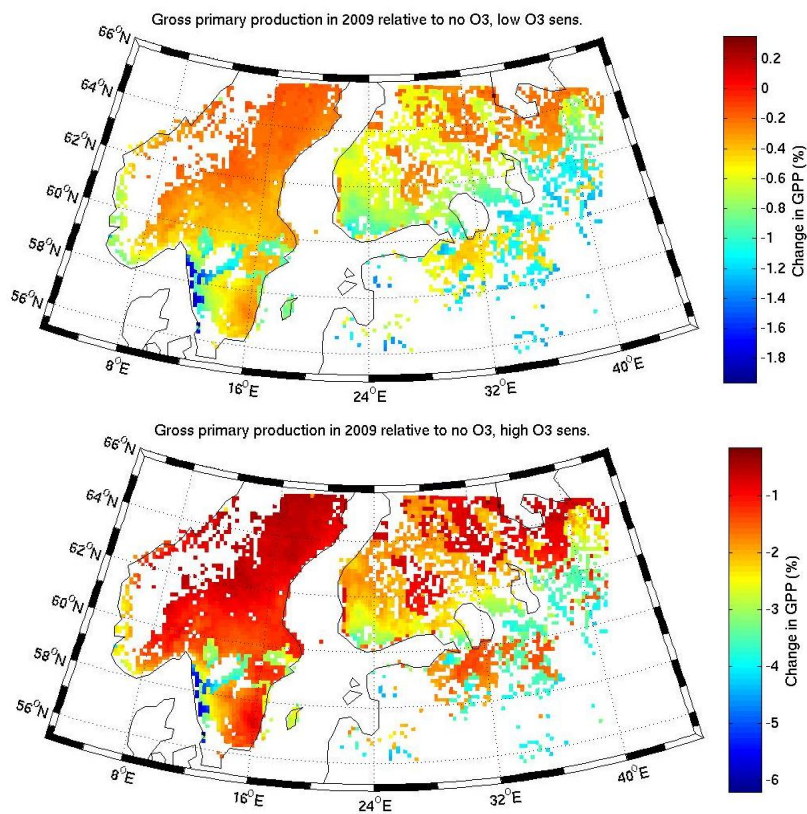 Gross primary production in 2009 relative to no O3, low O3 sens.
66°N
64°N
62°N
60°N
58°N
56°N
8°E
16°E
24°E
32°E
40°E
0.2
0
-0.2
-0.4
-0.6
-0.8
-1
-1.2
-1.4
-1.6
-1.8
Change in GPP (%)
Gross primary production in 2009 relative to no O3, high O3 sens.
66°N
64°N
62°N
60°N
58°N
56°N
8°E
16°E
24°E
32°E
40°E
-1
-2
-3
-4
-5
-6
Change in GPP (%)